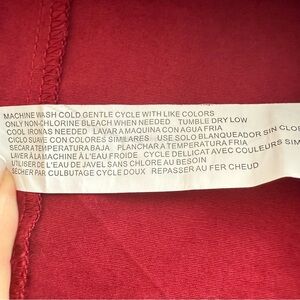 MACHINE WASH COLD GENTLE CYCLE WITH LIKE COLORS
ONLY NON-CHLORINE BLEACH WHEN NEEDED TUMBLE DRY LOW
COOL IRON AS NEEDED LAVAR A MAQUINA CON AGUA FRIA
CICLO SUAVE CON COLORES SIMILARES USE SOLO BLANQUEADOR SIN CLO
SECAR A TEMPERATURA BAJA PLANCHAR A TEMPERATURA FRIA
LAVER À LA MACHINE À L'EAU FROIDE CYCLE DELLICAT AVEC COULEURS SIM
UTILISER DE L'EAU JAVEL SANS CHLORE AU BESOIN
SÉCHER PAR CULBUTAGE CYCLE DOUX REPASSER AU FER CHEUD